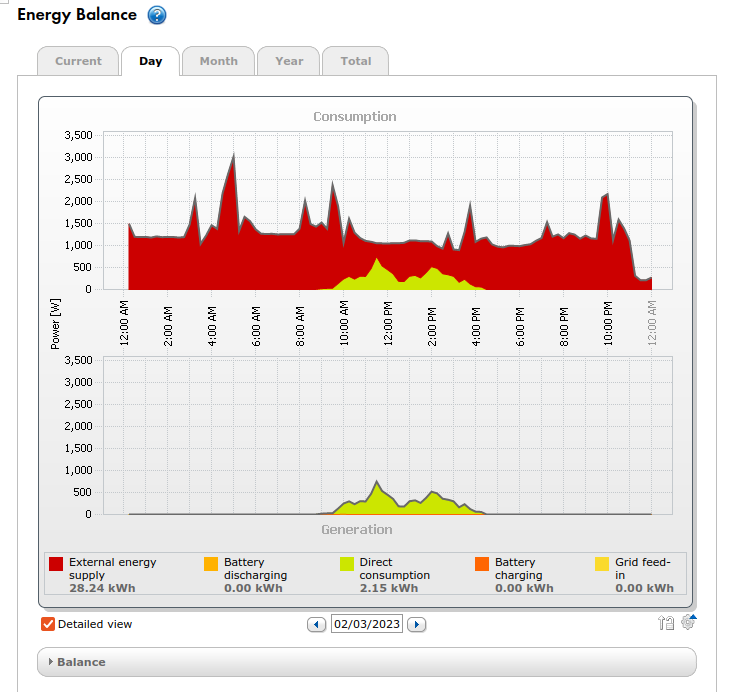 Energy Balance ?
Current Day Month Year Total
Consumption
3,500
3,000
2,500
2,000
1,500
1,000
500
0
Power [W]
12:00 AM 2:00 AM 4:00 AM 6:00 AM 8:00 AM 10:00 AM 12:00 PM 2:00 PM 4:00 PM 6:00 PM 8:00 PM 10:00 PM 12:00 AM
3,500
3,000
2,500
2,000
1,500
1,000
500
0
Generation
External energy supply
28.24 kWh
Battery discharging
0.00 kWh
Direct consumption
2.15 kWh
Battery charging
0.00 kWh
Grid feed-
in
0.00 kWh
Detailed view
02/03/2023
Balance